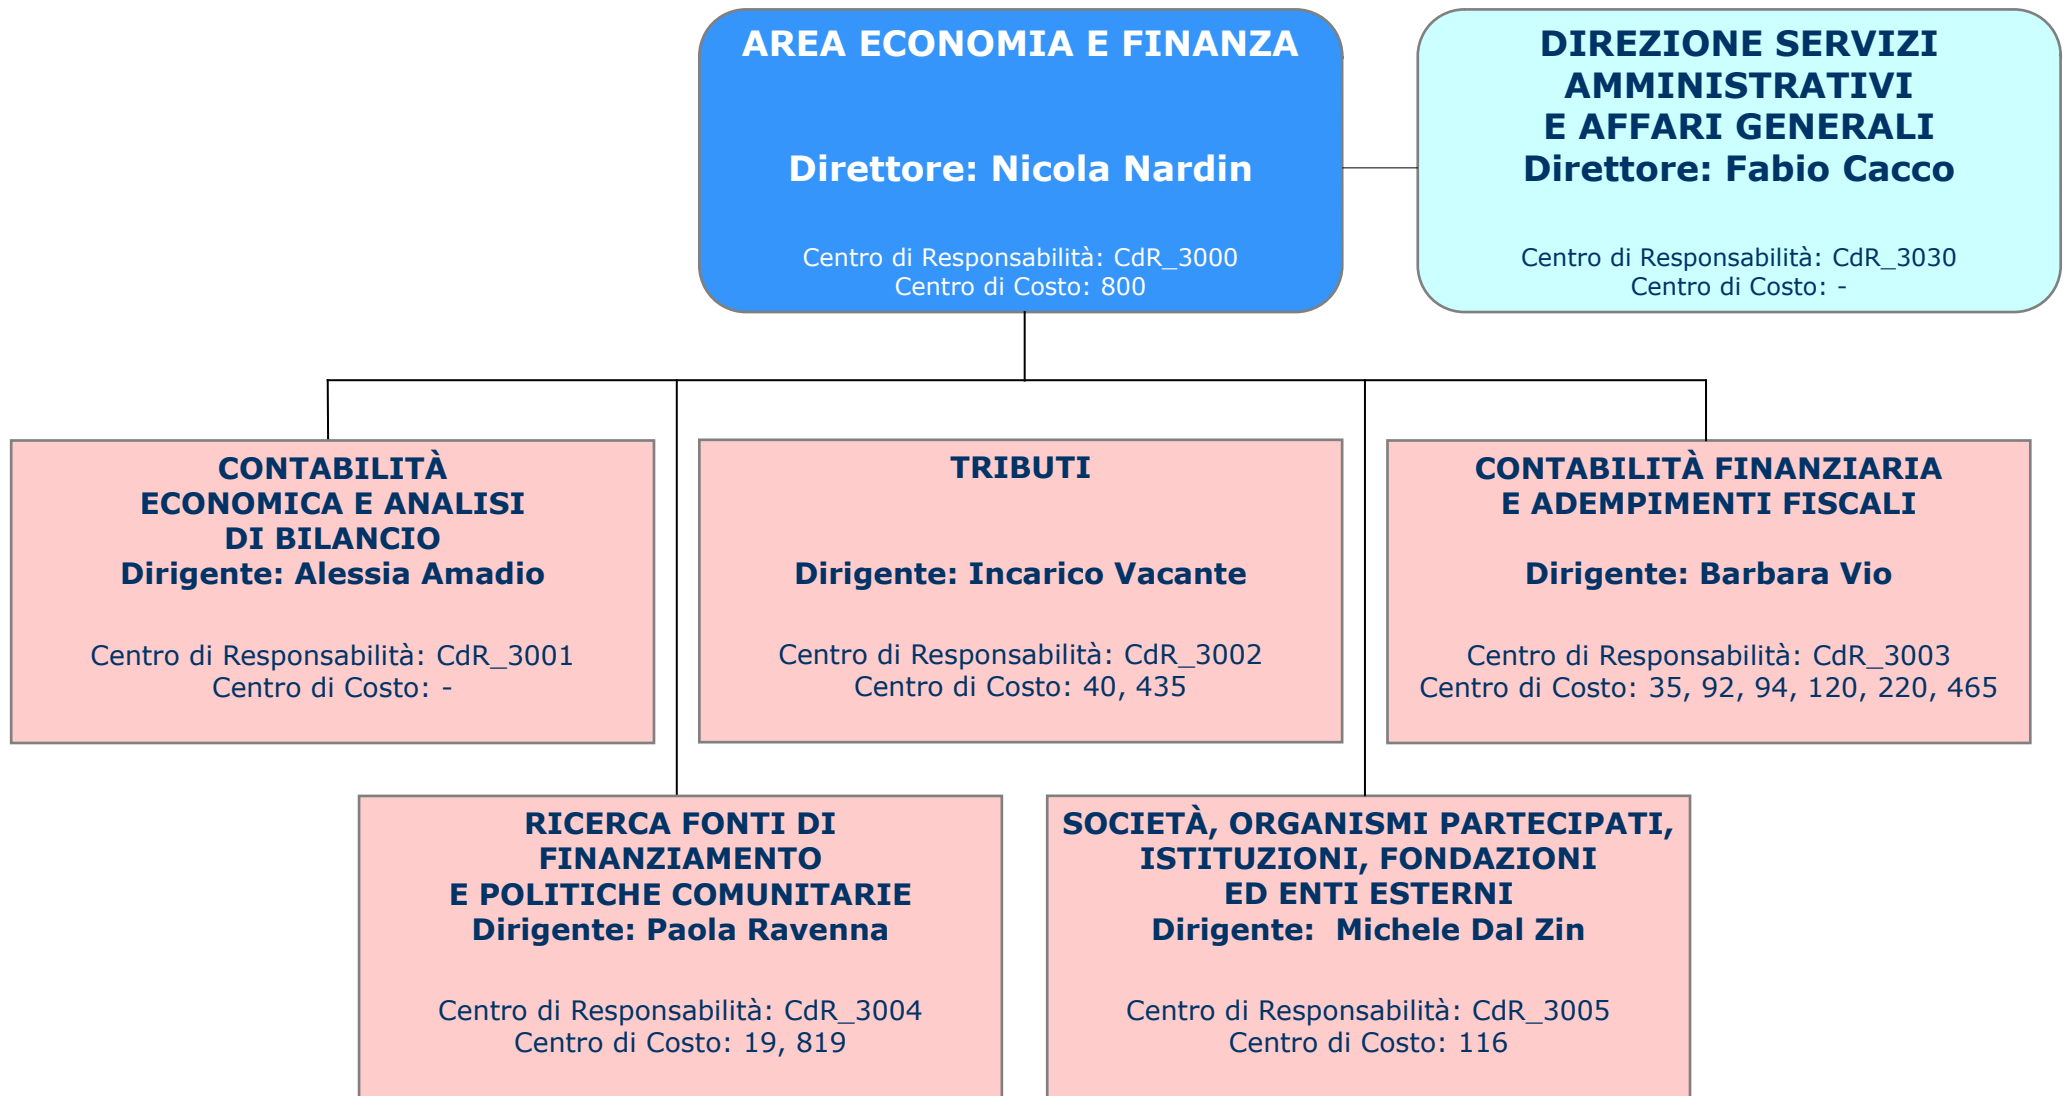 AREA ECONOMIA E FINANZA
Direttore: Nicola Nardin
Centro di Responsabilità: CdR_3000
Centro di Costo: 800
DIREZIONE SERVIZI
AMMINISTRATIVI
E AFFARI GENERALI
Direttore: Fabio Cacco
Centro di Responsabilità: CdR_3030
Centro di Costo: -
CONTABILITÀ
ECONOMICA E ANALISI
DI BILANCIO
Dirigente: Alessia Amadio
Centro di Responsabilità: CdR_3001
Centro di Costo: -
TRIBUTI
Dirigente: Incarico Vacante
Centro di Responsabilità: CdR_3002
Centro di Costo: 40, 435
CONTABILITÀ FINANZIARIA
E ADEMPIMENTI FISCALI
Dirigente: Barbara Vio
Centro di Responsabilità: CdR_3003
Centro di Costo: 35, 92, 94, 120, 220, 465
RICERCA FONTI DI
FINANZIAMENTO
E POLITICHE COMUNITARIE
Dirigente: Paola Ravenna
Centro di Responsabilità: CdR_3004
Centro di Costo: 19, 819
SOCIETÀ, ORGANISMI PARTECIPATI,
ISTITUZIONI, FONDAZIONI
ED ENTI ESTERNI
Dirigente:  Michele Dal Zin
Centro di Responsabilità: CdR_3005
Centro di Costo: 116